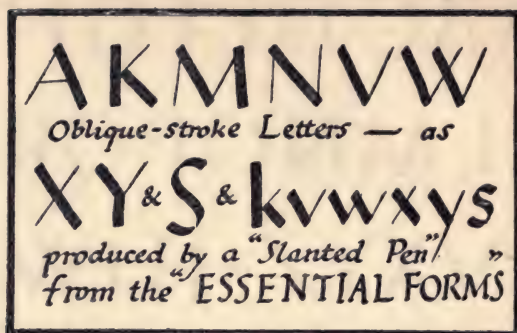 AKMNVW
Oblique-stroke Letters — as
XY & S & kvwxys
produced by a "Slanted Pen"
from the "ESSENTIAL FORMS"